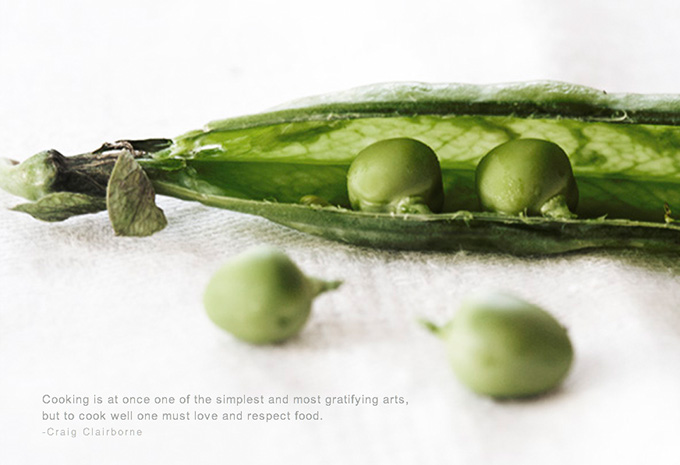 Cooking is at once one of the simplest and most gratifying arts,
but to cook well one must love and respect food.
-Craig Clairborne